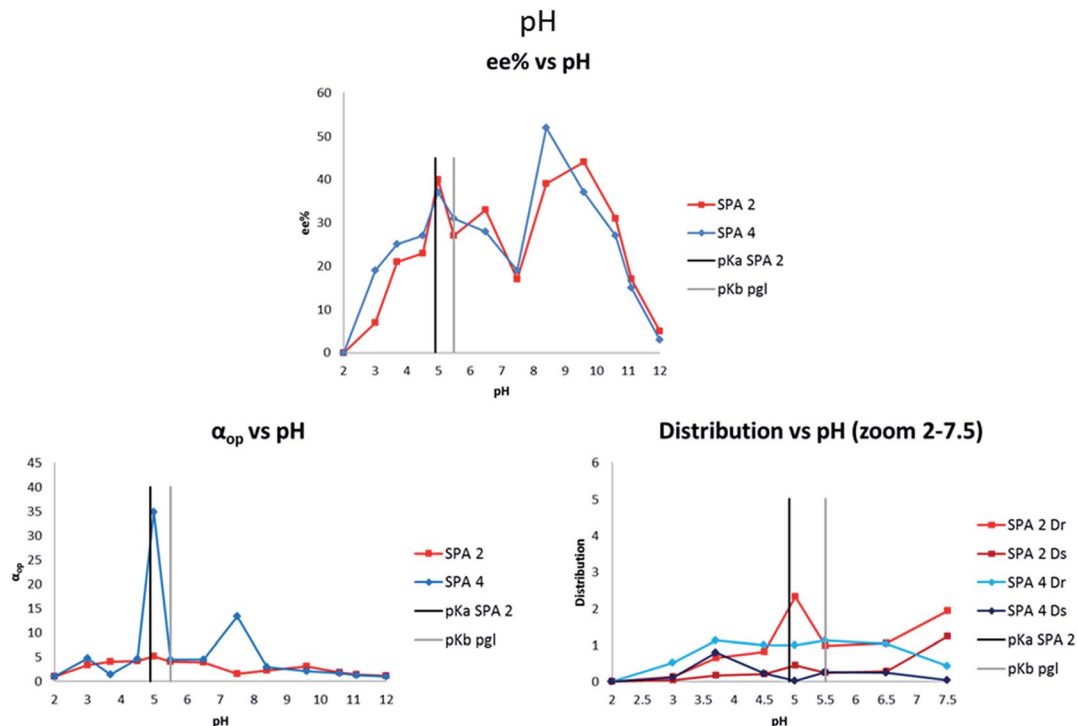 pH
ee% vs pH
60
50
40
30
20
10
0
ee%
2 3 4 5 6 7 8 9 10 11 12
pH
SPA 2
SPA 4
pKa SPA 2
pKb pgl
αop vs pH
45
40
35
30
25
20
15
10
5
0
αop
2 3 4 5 6 7 8 9 10 11 12
pH
SPA 2
SPA 4
pKa SPA 2
pKb pgl
Distribution vs pH (zoom 2-7.5)
6
5
4
3
2
1
0
Distribution
2 2.5 3 3.5 4 4.5 5 5.5 6 6.5 7 7.5
pH
SPA 2 Dr
SPA 2 Ds
SPA 4 Dr
SPA 4 Ds
pKa SPA 2
pKb pgl